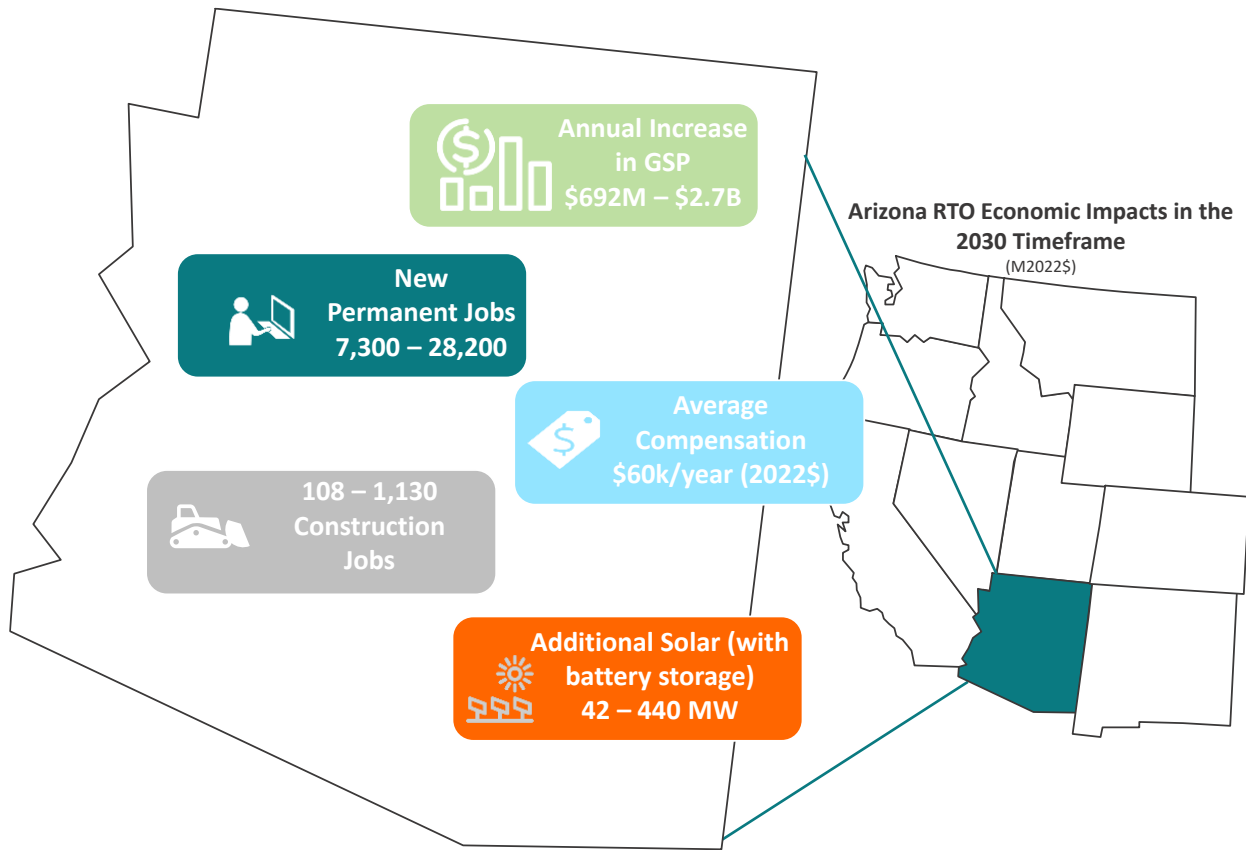 Annual Increase
in GSP
$692M – $2.7B
Arizona RTO Economic Impacts in the
2030 Timeframe
(M2022$)
New
Permanent Jobs
7,300 – 28,200
Average
Compensation
$60k/year (2022$)
108 – 1,130
Construction
Jobs
Additional Solar (with
battery storage)
42 – 440 MW